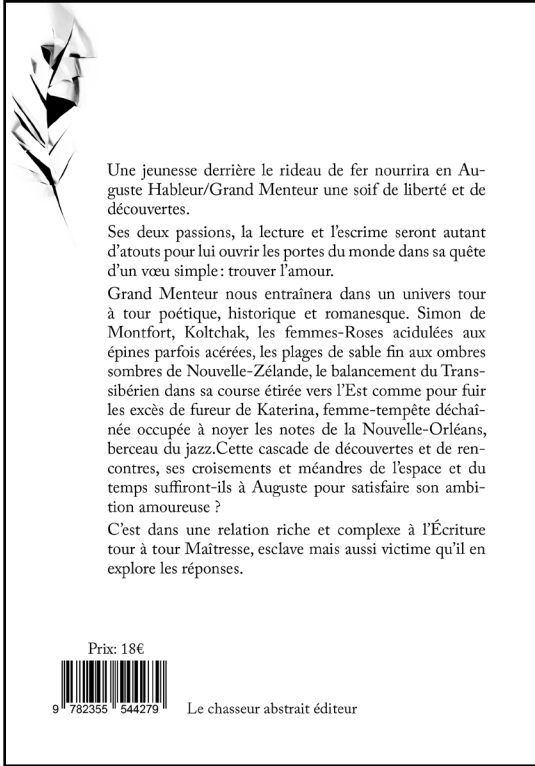 Une jeunesse derrière le rideau de fer nourrira en Au-
guste Hableur/Grand Menteur une soif de liberté et de
découvertes.
Ses deux passions, la lecture et l'escrime seront autant
d'atouts pour lui ouvrir les portes du monde dans sa quête
d'un vœu simple : trouver l'amour.
Grand Menteur nous entraînera dans un univers tour
à tour poétique, historique et romanesque. Simon de
Montfort, Koltchak, les femmes-Roses acidulées aux
épines parfois acérées, les plages de sable fin aux ombres
sombres de Nouvelle-Zélande, le balancement du Trans-
sibérien dans sa course étirée vers l'Est comme pour fuir
les excès de fureur de Katerina, femme-tempête déchaî-
née occupée à noyer les notes de la Nouvelle-Orléans,
berceau du jazz.Cette cascade de découvertes et de ren-
contres, ses croisements et méandres de l'espace et du
temps suffiront-ils à Auguste pour satisfaire son ambi-
tion amoureuse ?
C'est dans une relation riche et complexe à l'Écriture
tour à tour Maîtresse, esclave mais aussi victime qu'il en
explore les réponses.
Prix: 18€
9 782355 544279
Le chasseur abstrait éditeur